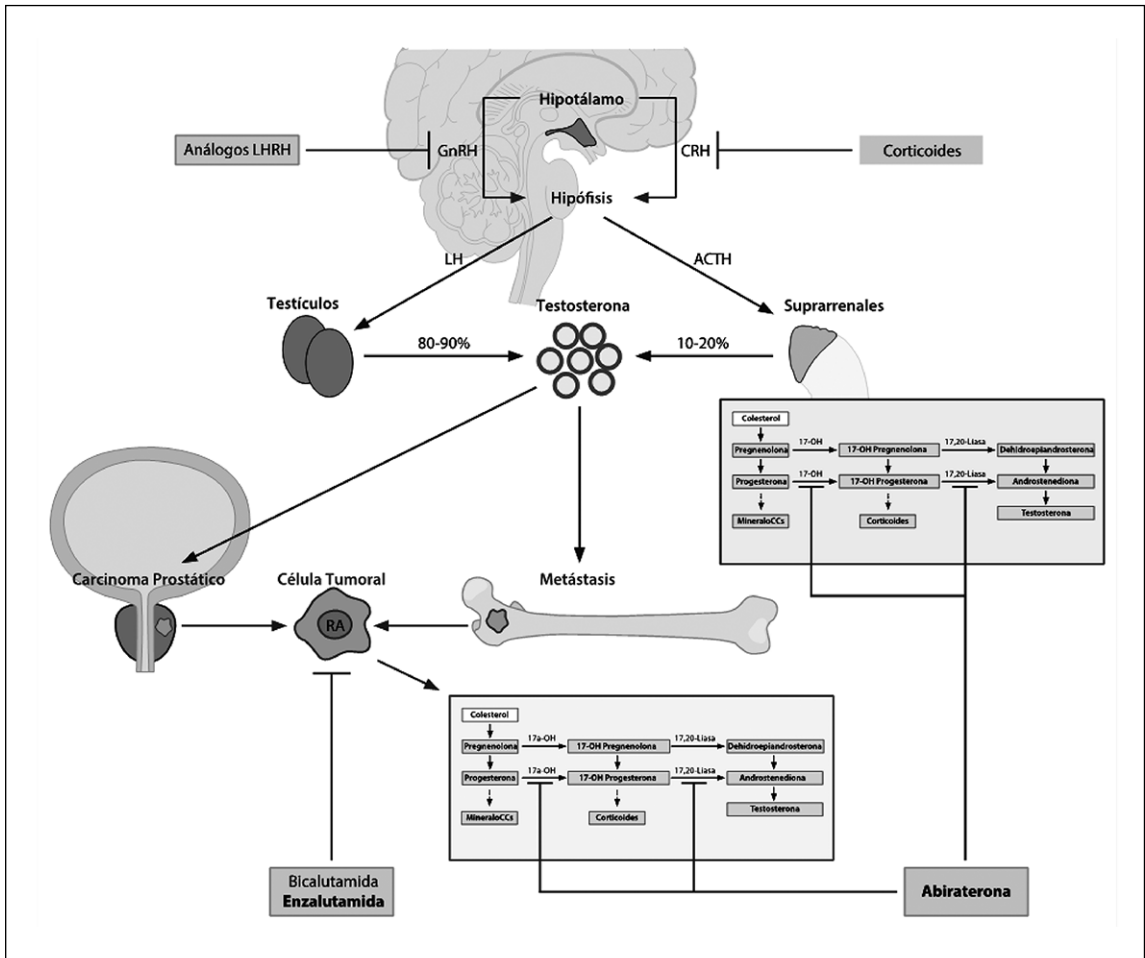 Hipotálamo
Análogos LHRH
GnRH
CRH
Corticoides
Hipófisis
LH
ACTH
Testículos
Testosterona
Suprarrenales
80-90%
10-20%
Colesterol
Pregnenolona
17-OH
17-OH Pregnenolona
17,20-Liasa
Dehidroepiandrosterona
Progesterona
17-OH
17-OH Progesterona
17,20-Liasa
Androstenediona
MineraloCCs
Corticoides
Testosterona
Carcinoma Prostático
Célula Tumoral
Metástasis
RA
Colesterol
Pregnenolona
17a-OH
17-OH Pregnenolona
17,20-Liasa
Dehidroepiandrosterona
Progesterona
17a-OH
17-OH Progesterona
17,20-Liasa
Androstenediona
MineraloCCs
Corticoides
Testosterona
Bicalutamida
Enzalutamida
Abiraterona